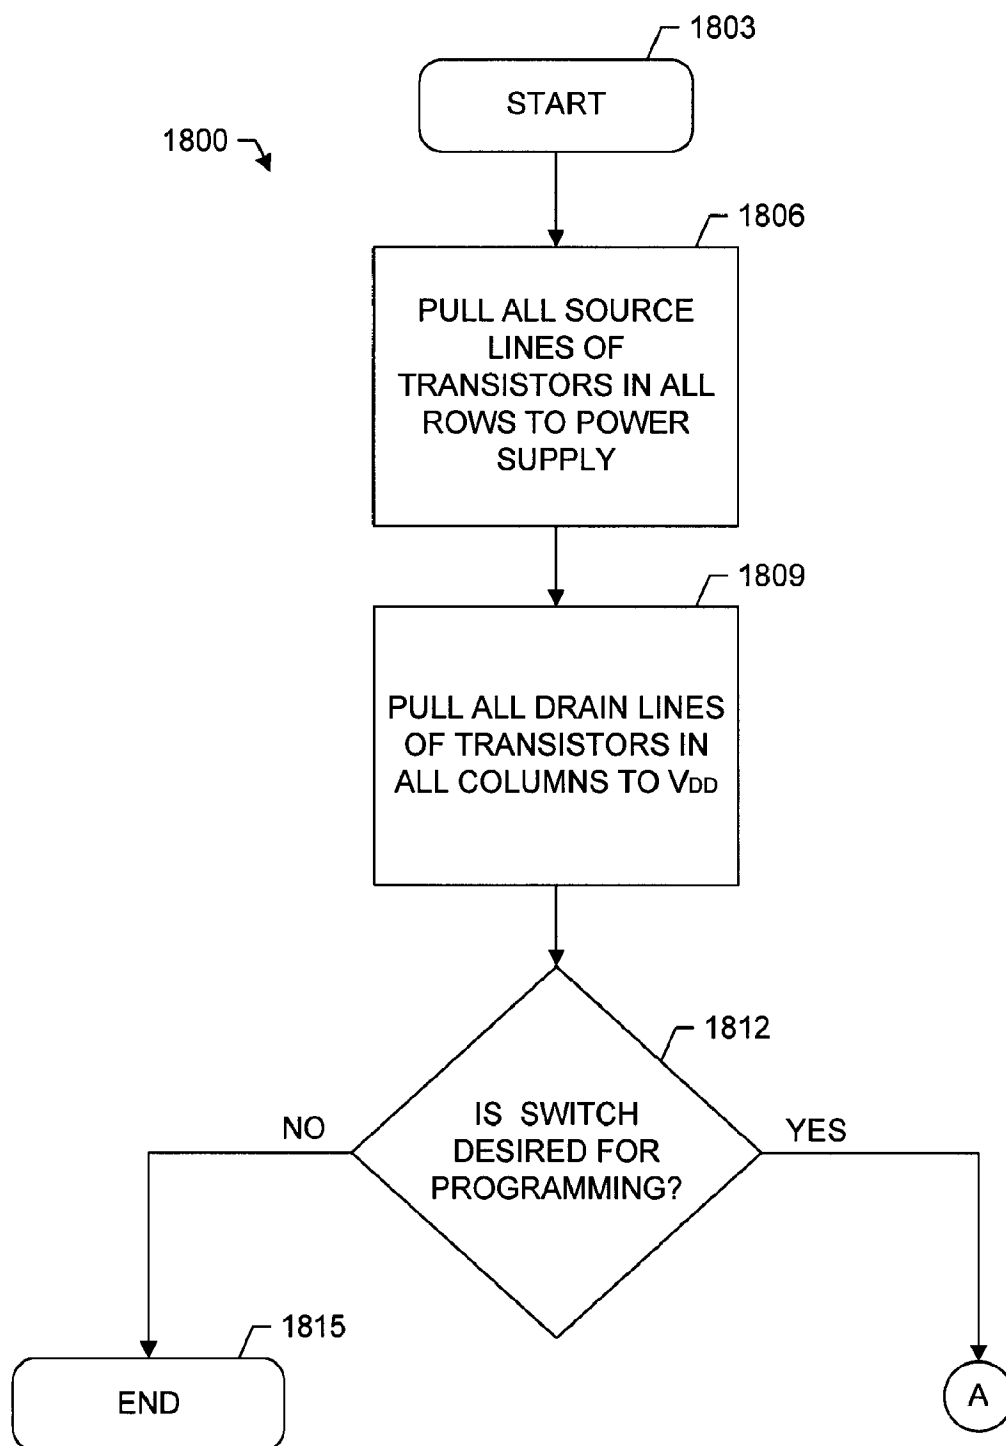 1803
START
1800
1806
PULL ALL SOURCE
LINES OF
TRANSISTORS IN ALL
ROWS TO POWER
SUPPLY
1809
PULL ALL DRAIN LINES
OF TRANSISTORS IN
ALL COLUMNS TO VDD
1812
IS SWITCH
DESIRED FOR
PROGRAMMING?
NO
YES
1815
END
A